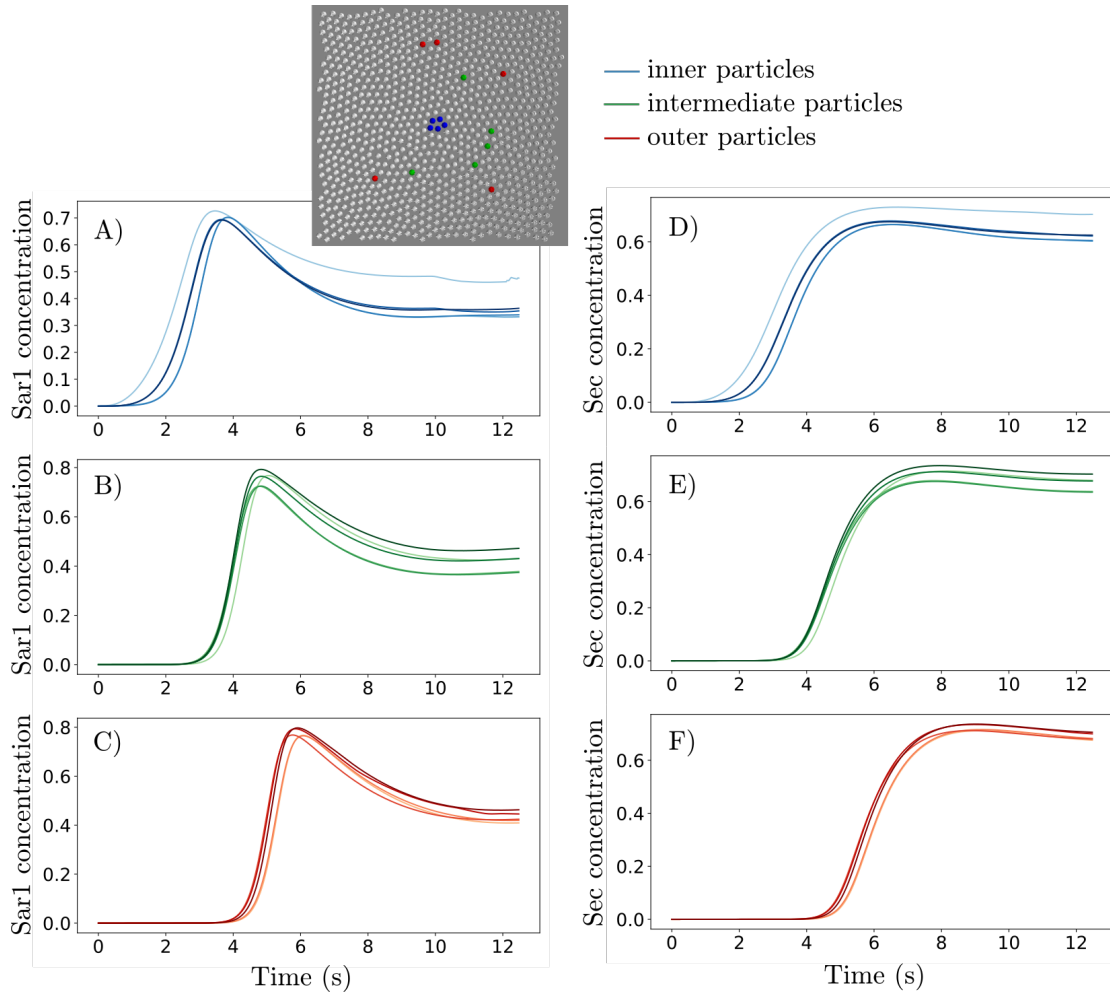 inner particles
intermediate particles
outer particles
A)
Sar1 concentration
0.7
0.6
0.5
0.4
0.3
0.2
0.1
0.0
0 2 4 6 8 10 12
D)
Sec concentration
0.6
0.4
0.2
0.0
0 2 4 6 8 10 12
B)
Sar1 concentration
0.8
0.6
0.4
0.2
0.0
0 2 4 6 8 10 12
E)
Sec concentration
0.6
0.4
0.2
0.0
0 2 4 6 8 10 12
C)
Sar1 concentration
0.8
0.6
0.4
0.2
0.0
0 2 4 6 8 10 12
Time (s)
F)
Sec concentration
0.6
0.4
0.2
0.0
0 2 4 6 8 10 12
Time (s)